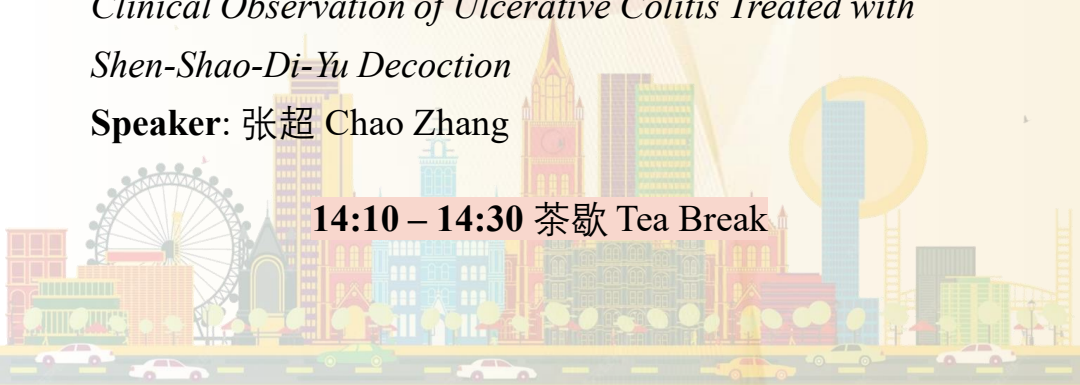 Clinical Observation of Ulcerative Colitis Treated with
Shen-Shao-Di-Yu Decoction
Speaker: 张超 Chao Zhang
14:10 – 14:30 茶歇 Tea Break